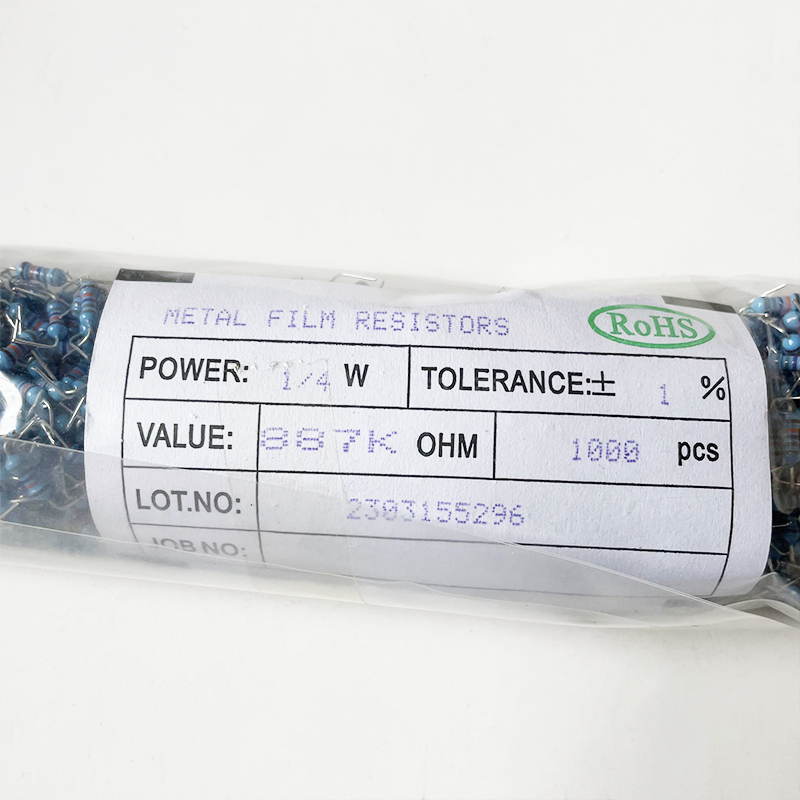 METAL FILM RESISTORS
RoHS
POWER: 1/4 W TOLERANCE:± 1 %
VALUE: 887K OHM 1000 pcs
LOT.NO: 2303155296
JOB NO: